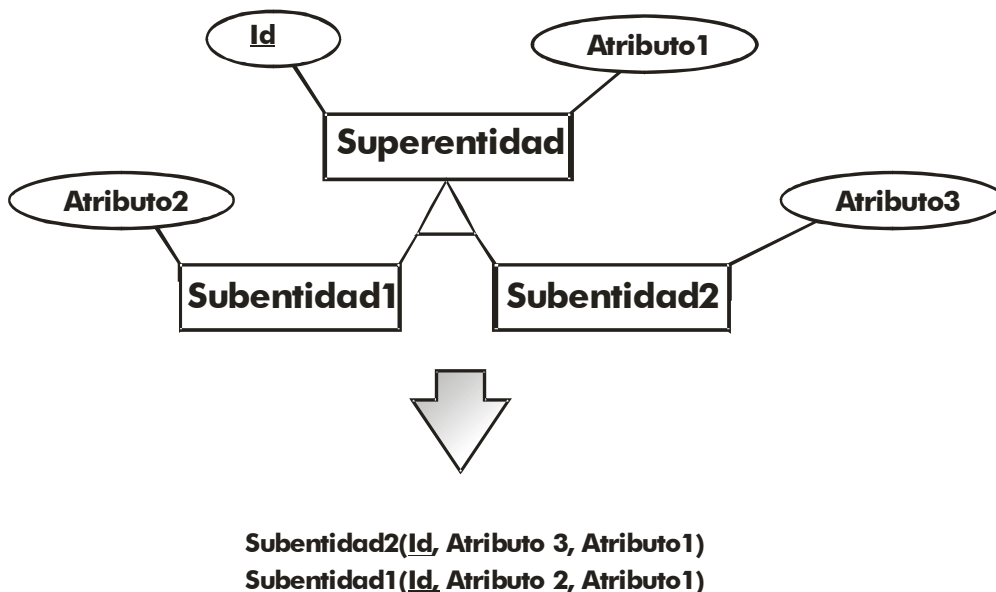 Id
Atributo1
Superentidad
Atributo2
Atributo3
Subentidad1
Subentidad2
Subentidad2(Id, Atributo 3, Atributo1)
Subentidad1(Id, Atributo 2, Atributo1)